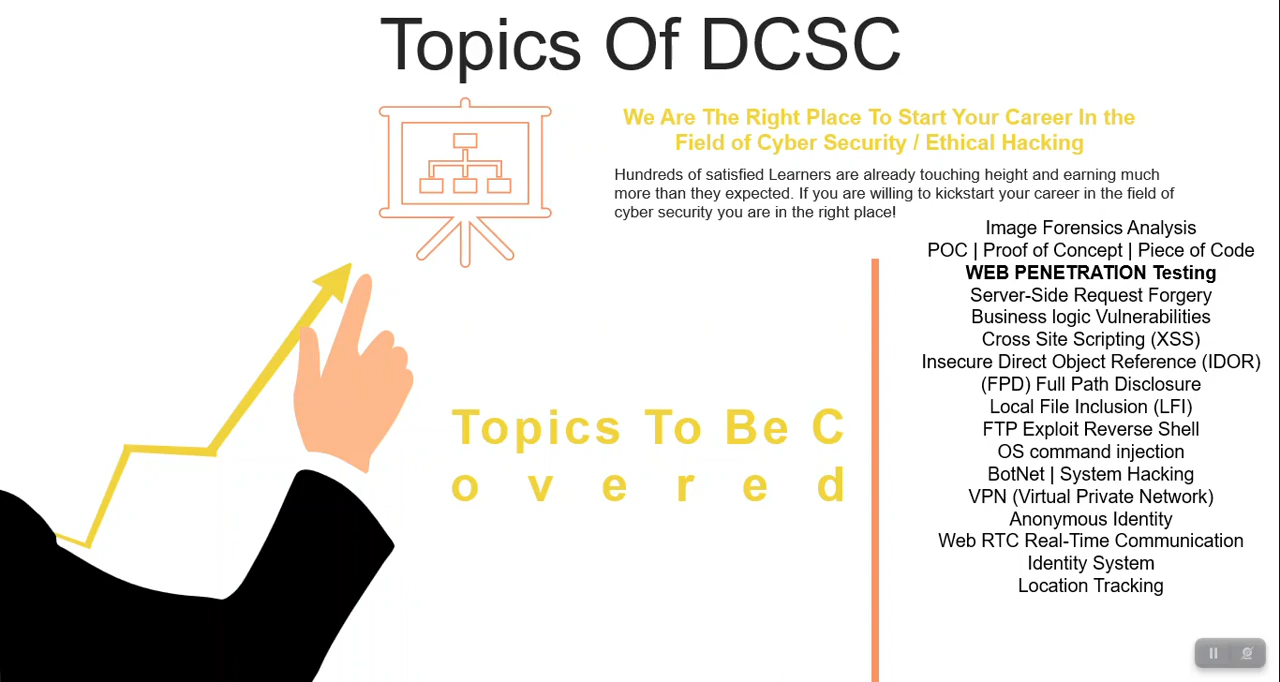 Topics Of DCSC
We Are The Right Place To Start Your Career In the
Field of Cyber Security / Ethical Hacking
Hundreds of satisfied Learners are already touching height and earning much
more than they expected. If you are willing to kickstart your career in the field of
cyber security you are in the right place!
Topics To Be C
overed
Image Forensics Analysis
POC | Proof of Concept | Piece of Code
WEB PENETRATION Testing
Server-Side Request Forgery
Business logic Vulnerabilities
Cross Site Scripting (XSS)
Insecure Direct Object Reference (IDOR)
(FPD) Full Path Disclosure
Local File Inclusion (LFI)
FTP Exploit Reverse Shell
OS command injection
BotNet | System Hacking
VPN (Virtual Private Network)
Anonymous Identity
Web RTC Real-Time Communication
Identity System
Location Tracking